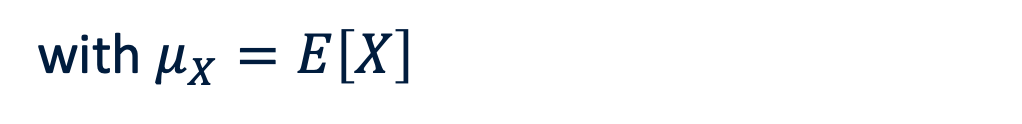 with μ_X = E[X]